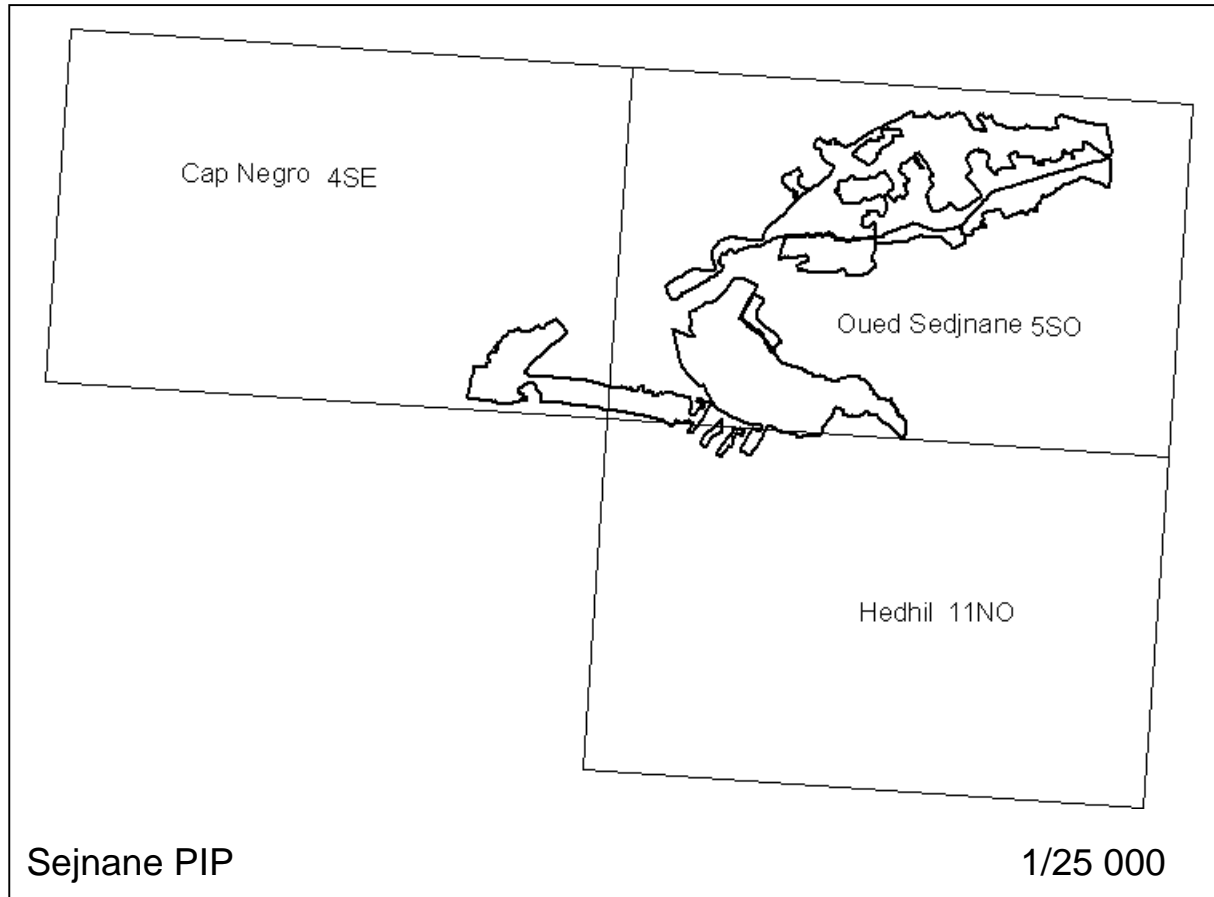 Cap Negro 4SE
Oued Sedjnane 5SO
Hedhil 11NO
Sejnane PIP
1/25 000